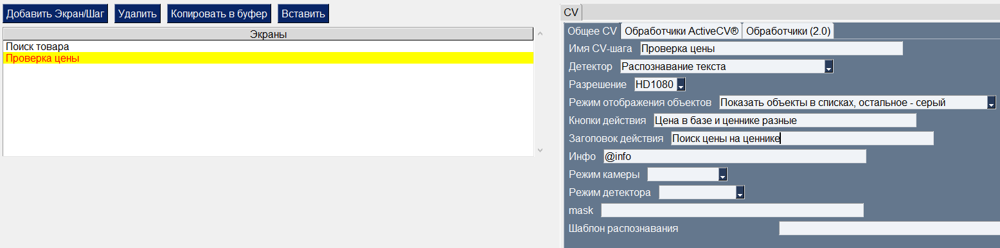 Добавить Экран/Шаг Удалить Копировать в буфер Вставить
Экраны
Поиск товара
Проверка цены
CV
Общее CV Обработчики ActiveCV® Обработчики (2.0)
Имя CV-шага Проверка цены
Детектор Распознавание текста
Разрешение HD1080
Режим отображения объектов Показать объекты в списках, остальное - серый
Кнопки действия Цена в базе и ценнике разные
Заголовок действия Поиск цены на ценнике
Инфо @info
Режим камеры
Режим детектора
mask
Шаблон распознавания